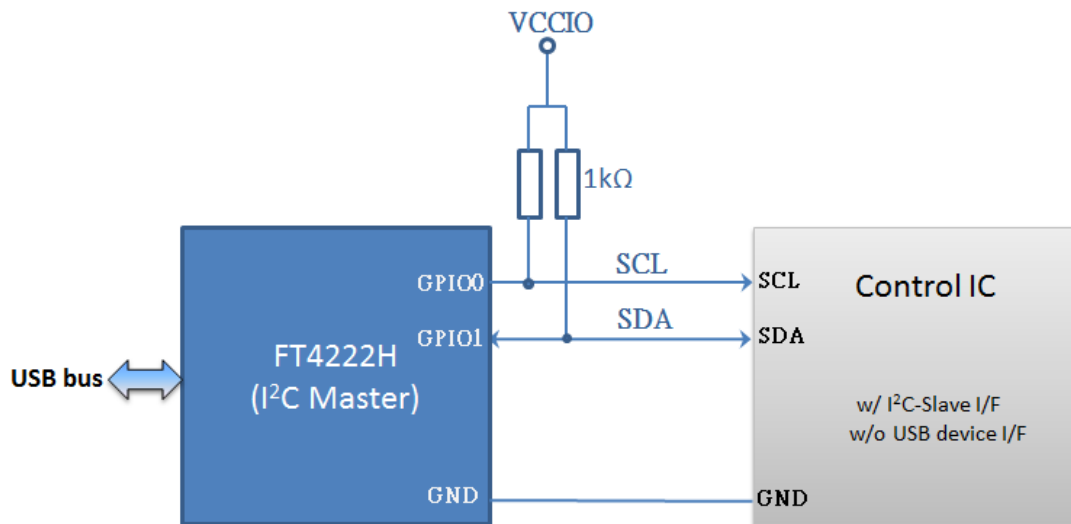 VCCIO
1kΩ
SCL
GPIO0
SCL
Control IC
SDA
GPIO1
SDA
FT4222H
(I²C Master)
USB bus
w/ I²C-Slave I/F
w/o USB device I/F
GND
GND